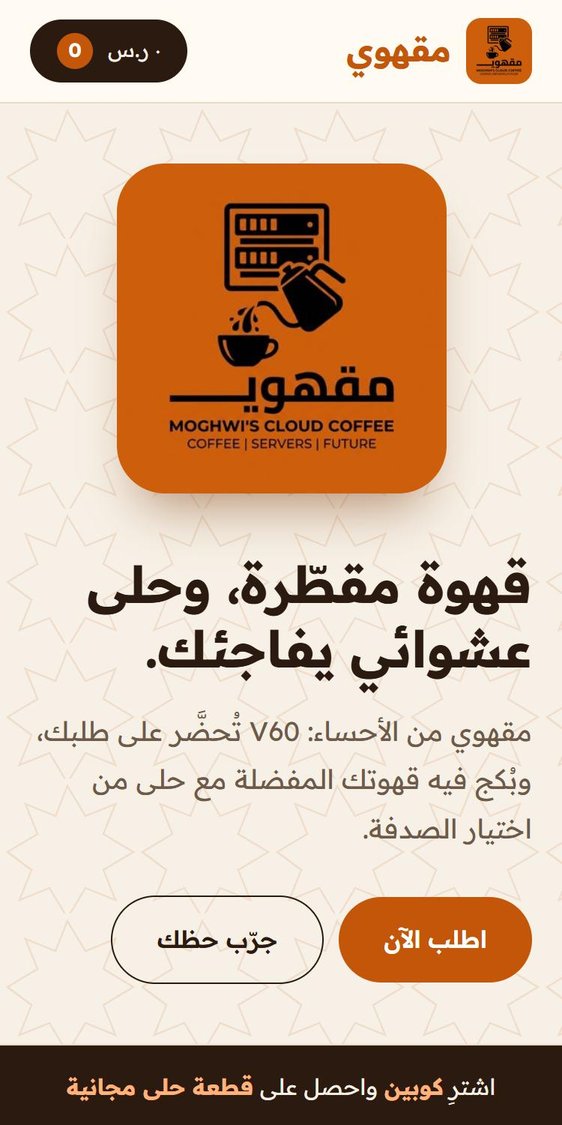 مقهوي
٠ ر.س 0
مقهويـــ
MOGHWI'S CLOUD COFFEE
COFFEE | SERVERS | FUTURE
قهوة مقطّرة، وحلى
عشوائي يفاجئك.
مقهوي من الأحساء: V60 تُحضَّر على طلبك،
وبُكج فيه قهوتك المفضلة مع حلى من
اختيار الصدفة.
اطلب الآن
جرّب حظك
اشترِ كوبين واحصل على قطعة حلى مجانية